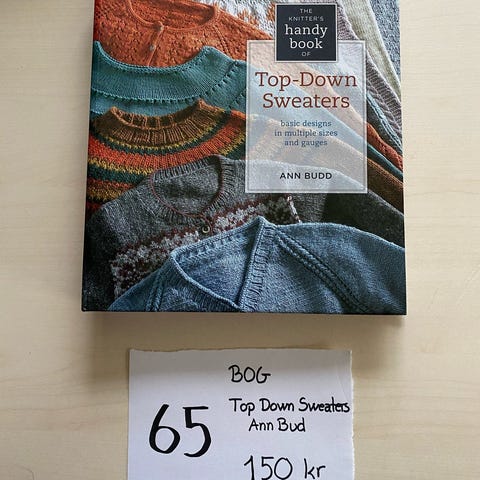 THE
KNITTER'S
handy
book
OF
Top-Down
Sweaters
basic designs
in multiple sizes
and gauges
ANN BUDD
BOG
65
Top Down Sweaters
Ann Bud
150 kr